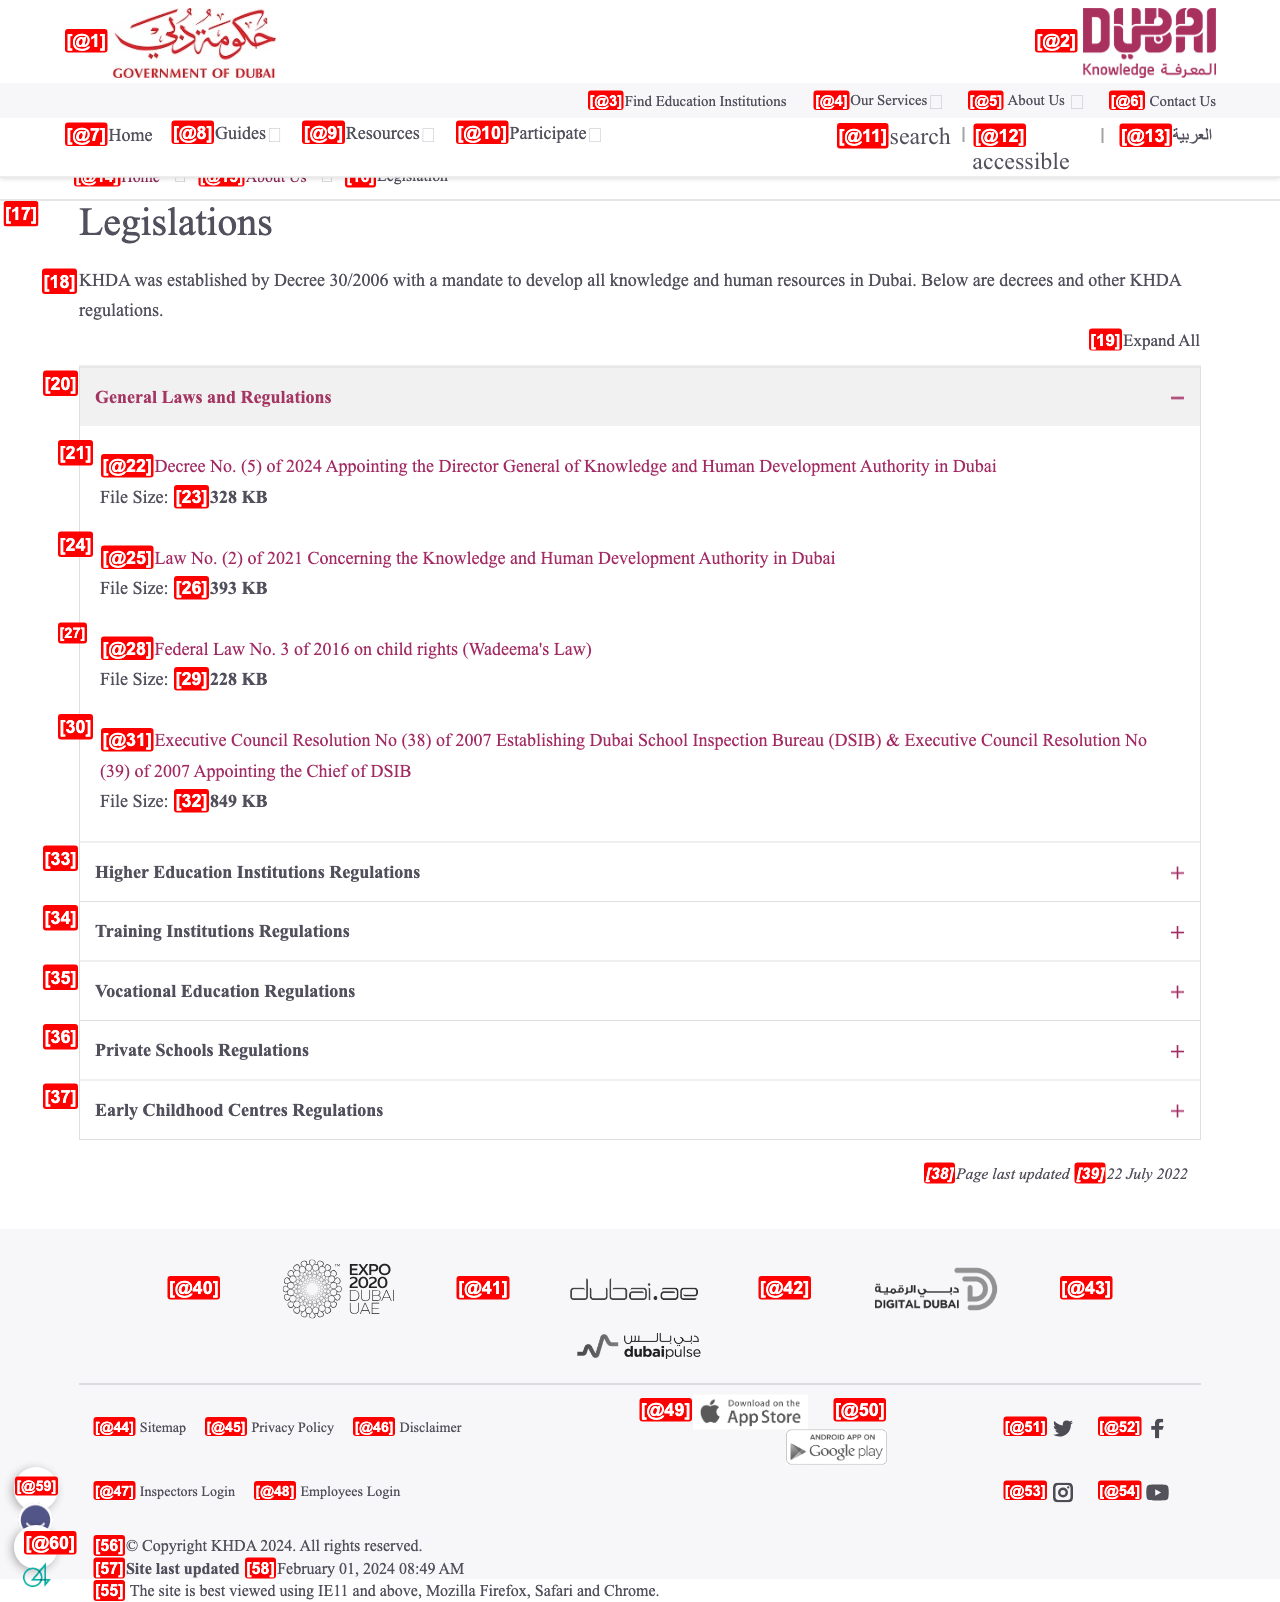 [@1] حكومة دبي
GOVERNMENT OF DUBAI
[@2] DUBAI
Knowledge المعرفة
[@3]Find Education Institutions [@4]Our Services [@5] About Us [@6] Contact Us
[@7] Home [@8] Guides [@9] Resources [@10] Participate [@11] search | [@12] accessible | [@13] العربية
[@14] Home [@15] About Us [16] Legislation
[17] Legislations
[18] KHDA was established by Decree 30/2006 with a mandate to develop all knowledge and human resources in Dubai. Below are decrees and other KHDA
regulations.
[19] Expand All
[20] General Laws and Regulations
[21] [@22] Decree No. (5) of 2024 Appointing the Director General of Knowledge and Human Development Authority in Dubai
File Size: [23] 328 KB
[24] [@25] Law No. (2) of 2021 Concerning the Knowledge and Human Development Authority in Dubai
File Size: [26] 393 KB
[27] [@28] Federal Law No. 3 of 2016 on child rights (Wadeema's Law)
File Size: [29] 228 KB
[30] [@31] Executive Council Resolution No (38) of 2007 Establishing Dubai School Inspection Bureau (DSIB) & Executive Council Resolution No
(39) of 2007 Appointing the Chief of DSIB
File Size: [32] 849 KB
[33] Higher Education Institutions Regulations
[34] Training Institutions Regulations
[35] Vocational Education Regulations
[36] Private Schools Regulations
[37] Early Childhood Centres Regulations
[38] Page last updated [39] 22 July 2022
[@40] EXPO 2020 DUBAI UAE [@41] dubai.ae [@42] دبي الرقمية DIGITAL DUBAI [@43]
دبي بالس
dubaipulse
[@44] Sitemap [@45] Privacy Policy [@46] Disclaimer [@49] Download on the App Store [@50] [@51] [@52]
ANDROID APP ON
Google play
[@47] Inspectors Login [@48] Employees Login [@53] [@54]
[@59]
[@60]
[56] © Copyright KHDA 2024. All rights reserved.
[57] Site last updated [58] February 01, 2024 08:49 AM
[55] The site is best viewed using IE11 and above, Mozilla Firefox, Safari and Chrome.